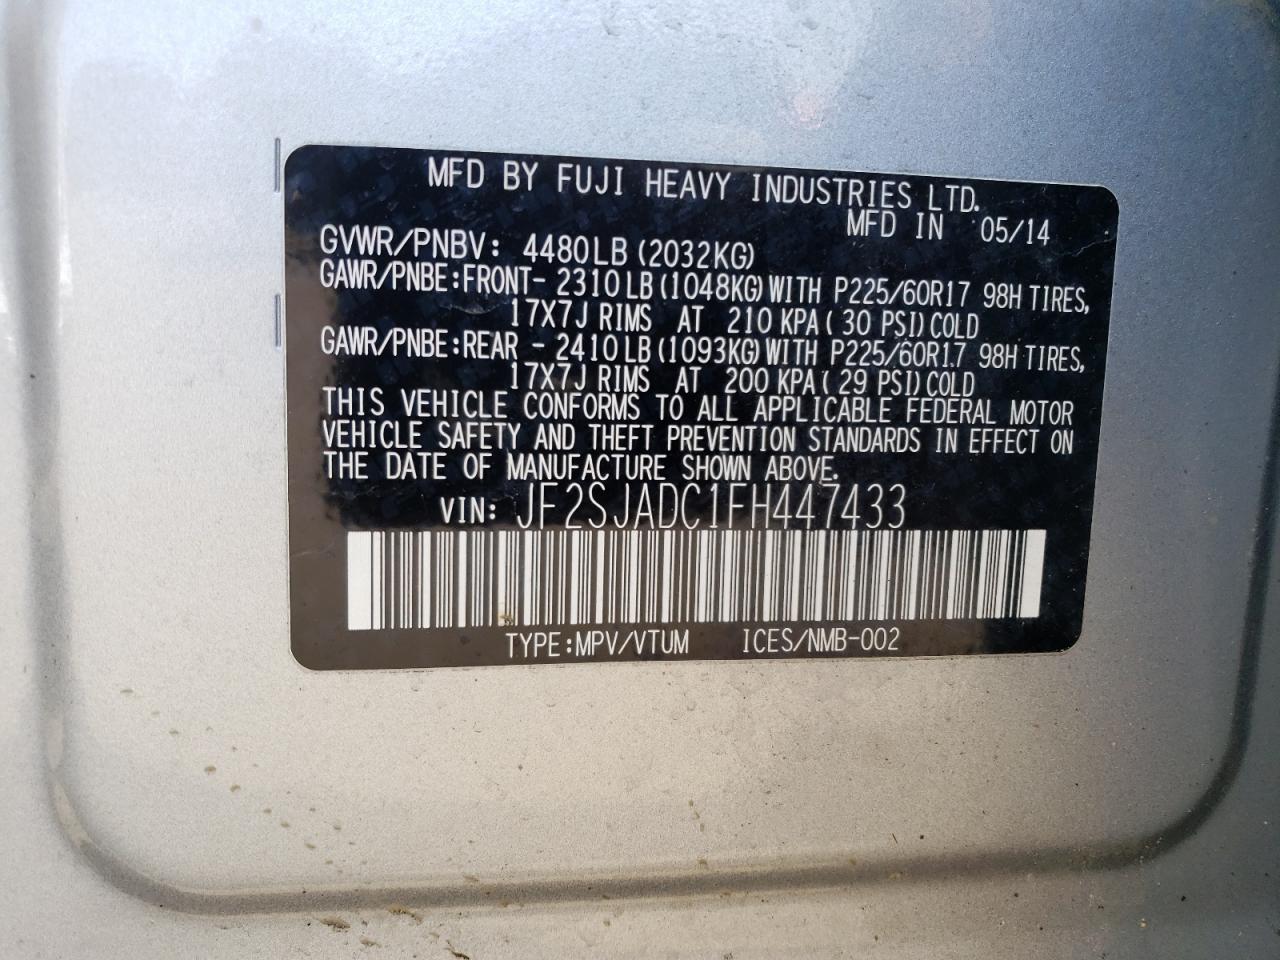 MFD BY FUJI HEAVY INDUSTRIES LTD.
MFD IN 05/14
GVWR/PNBV: 4480LB (2032KG)
GAWR/PNBE:FRONT- 2310LB (1048KG) WITH P225/60R17 98H TIRES,
17X7J RIMS AT 210 KPA ( 30 PSI) COLD
GAWR/PNBE:REAR - 2410LB (1093KG) WITH P225/60R17 98H TIRES,
17X7J RIMS AT 200 KPA ( 29 PSI) COLD
THIS VEHICLE CONFORMS TO ALL APPLICABLE FEDERAL MOTOR
VEHICLE SAFETY AND THEFT PREVENTION STANDARDS IN EFFECT ON
THE DATE OF MANUFACTURE SHOWN ABOVE.
VIN: JF2SJADC1FH447433
TYPE:MPV/VTUM ICES/NMB-002